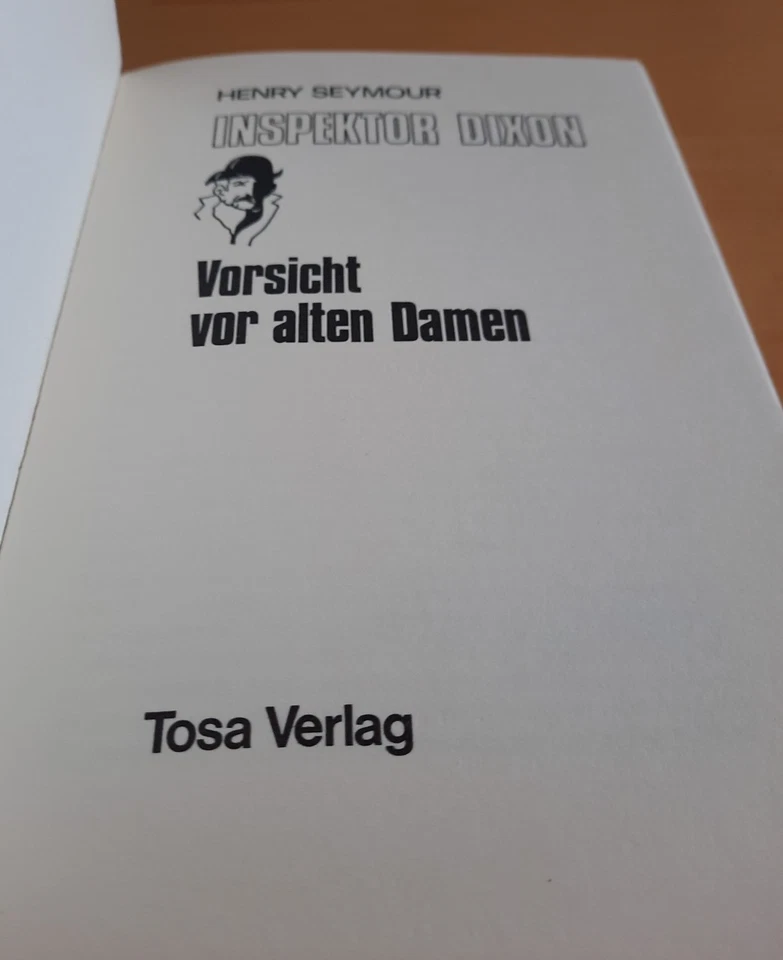 HENRY SEYMOUR
INSPEKTOR DIXON
Vorsicht
vor alten Damen
Tosa Verlag